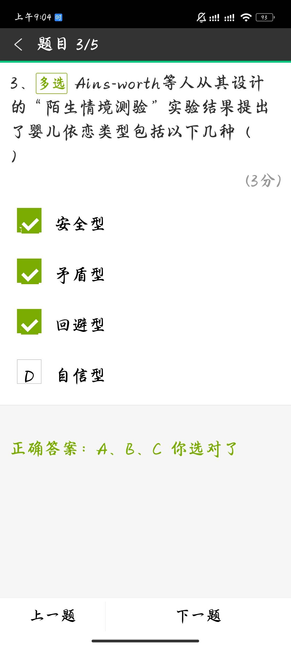 上午9:04
93
题目 3/5
3、多选 Ains-worth等人从其设计
的“陌生情境测验”实验结果提出
了婴儿依恋类型包括以下几种（
）
(3分)
安全型
矛盾型
回避型
D 自信型
正确答案：A、B、C 你选对了
上一题 下一题